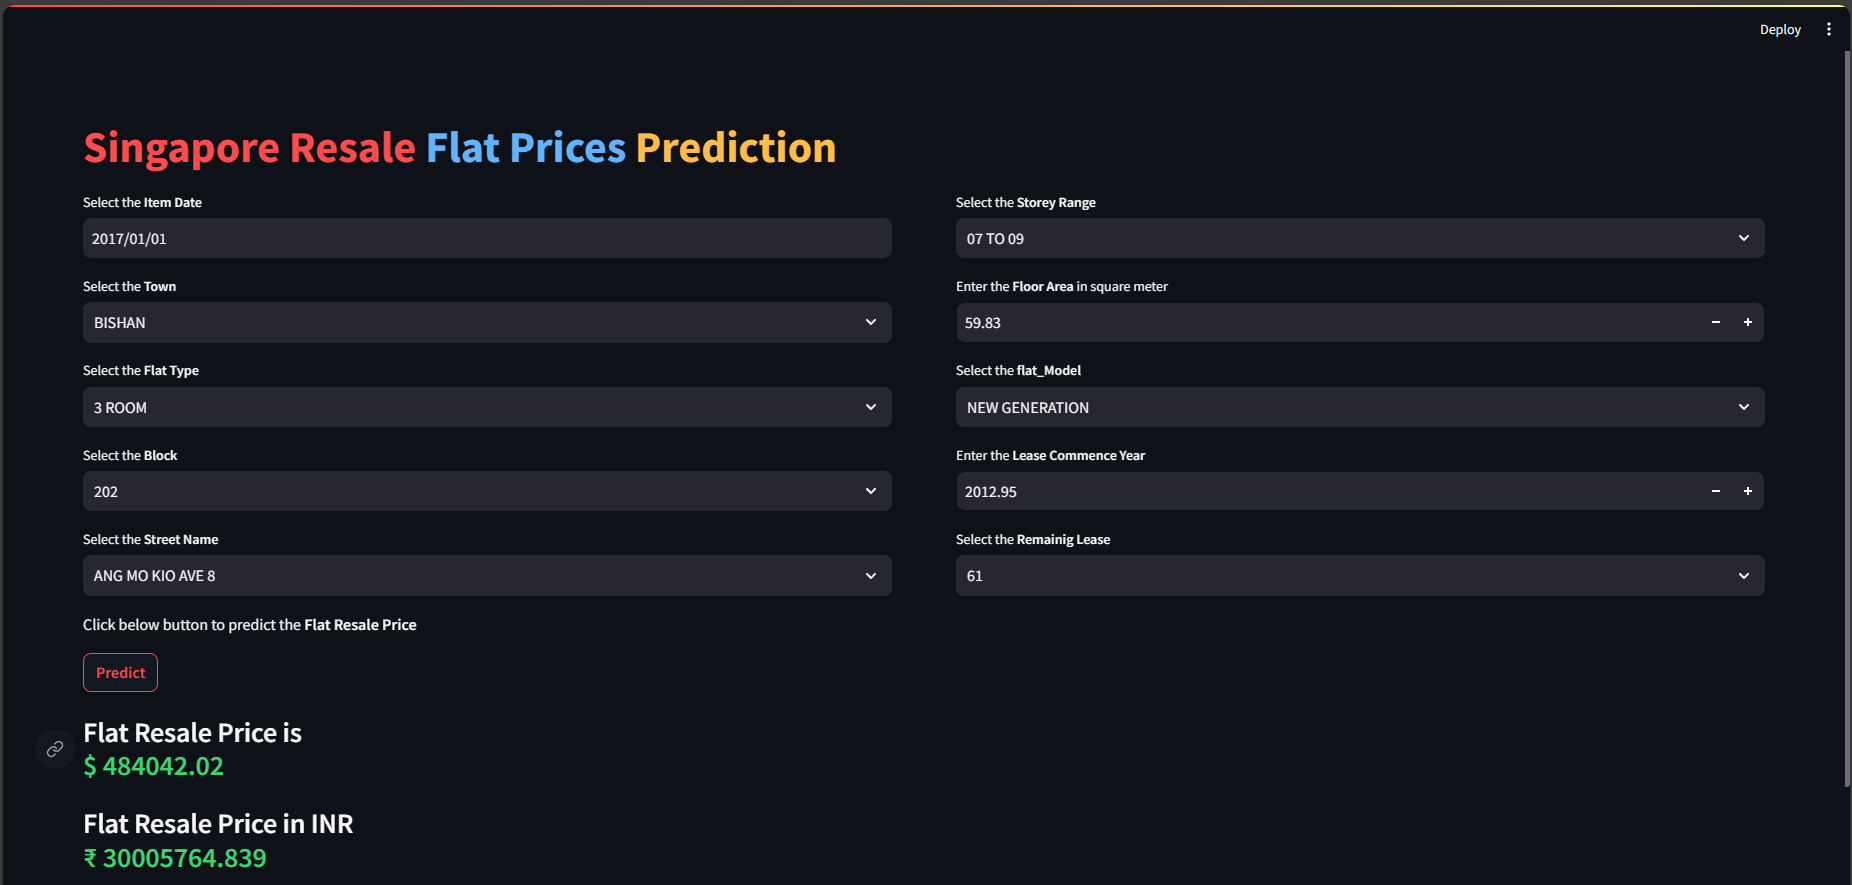 Deploy
Singapore Resale Flat Prices Prediction
Select the Item Date
2017/01/01
Select the Town
BISHAN
Select the Flat Type
3 ROOM
Select the Block
202
Select the Street Name
ANG MO KIO AVE 8
Select the Storey Range
07 TO 09
Enter the Floor Area in square meter
59.83
Select the flat_Model
NEW GENERATION
Enter the Lease Commence Year
2012.95
Select the Remainig Lease
61
Click below button to predict the Flat Resale Price
Predict
Flat Resale Price is
$ 484042.02
Flat Resale Price in INR
₹ 30005764.839